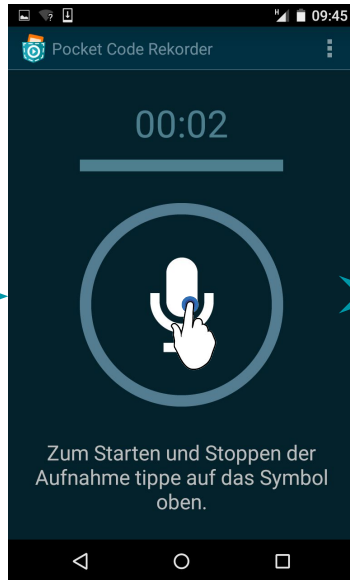 H 09:45
Pocket Code Rekorder
00:02
Zum Starten und Stoppen der
Aufnahme tippe auf das Symbol
oben.